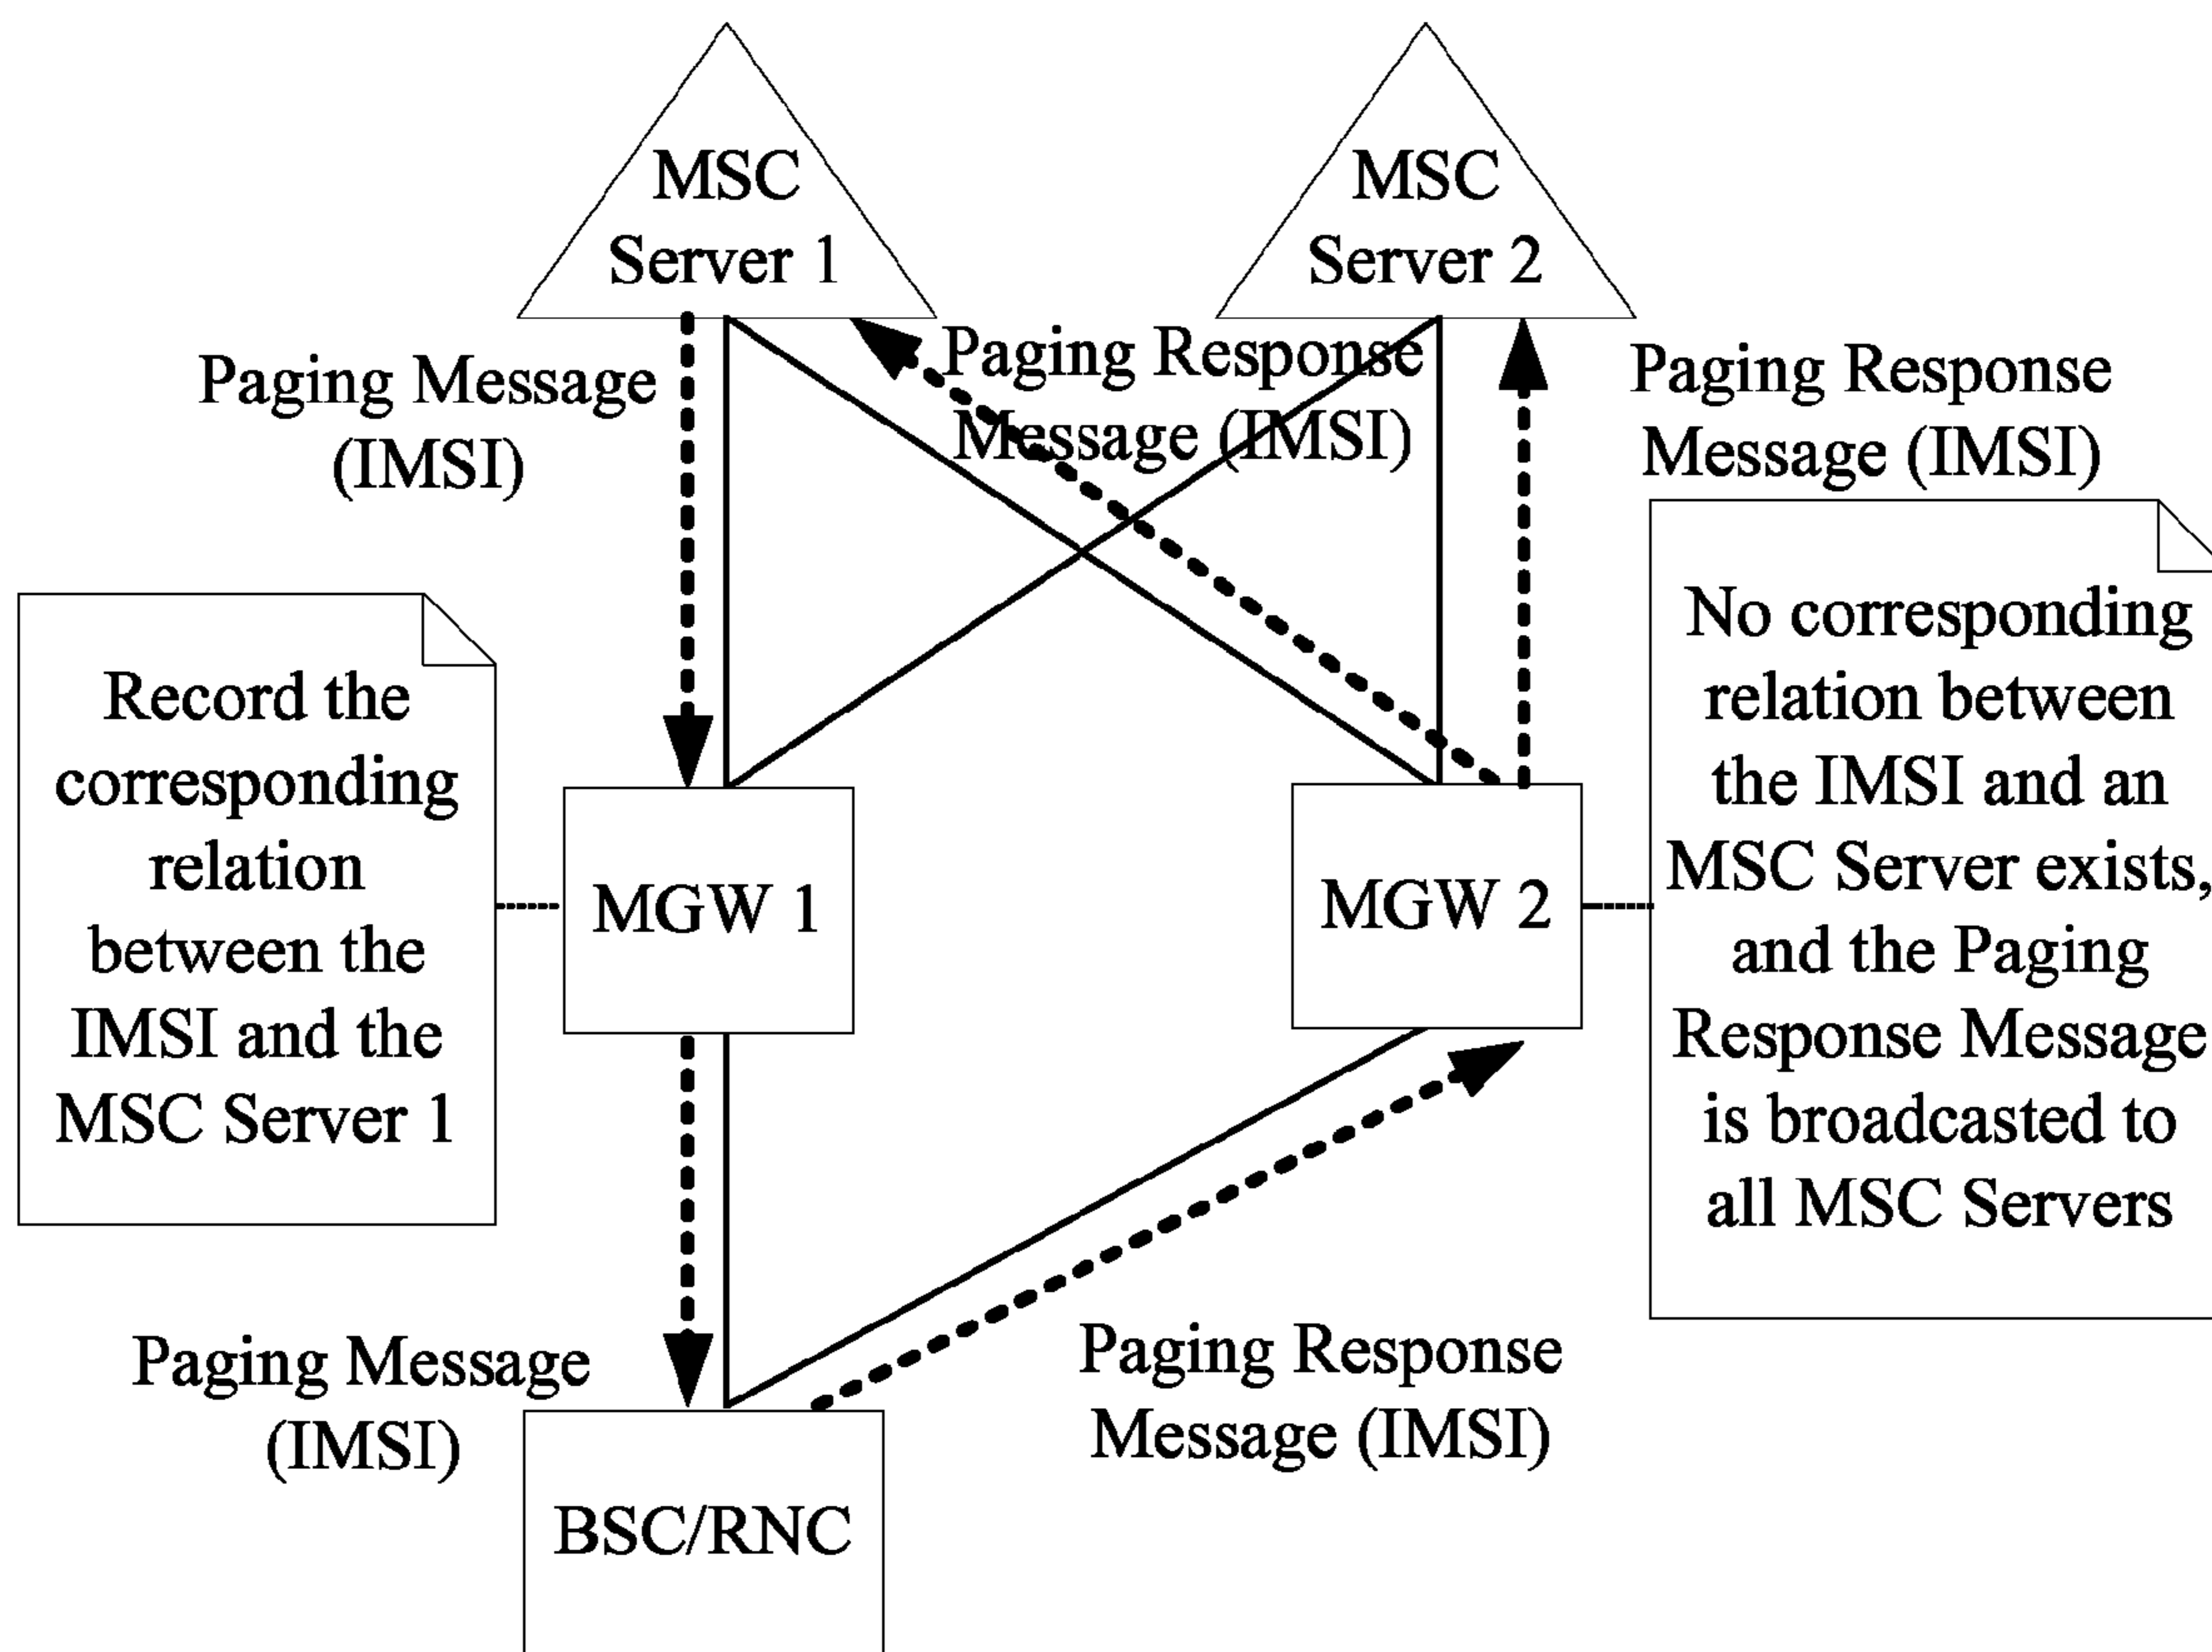 MSC
Server 1
MSC
Server 2
Paging Message
(IMSI)
Paging Response
Message (IMSI)
Paging Response
Message (IMSI)
Record the
corresponding
relation
between the
IMSI and the
MSC Server 1
MGW 1
MGW 2
No corresponding
relation between
the IMSI and an
MSC Server exists,
and the Paging
Response Message
is broadcasted to
all MSC Servers
Paging Message
(IMSI)
Paging Response
Message (IMSI)
BSC/RNC